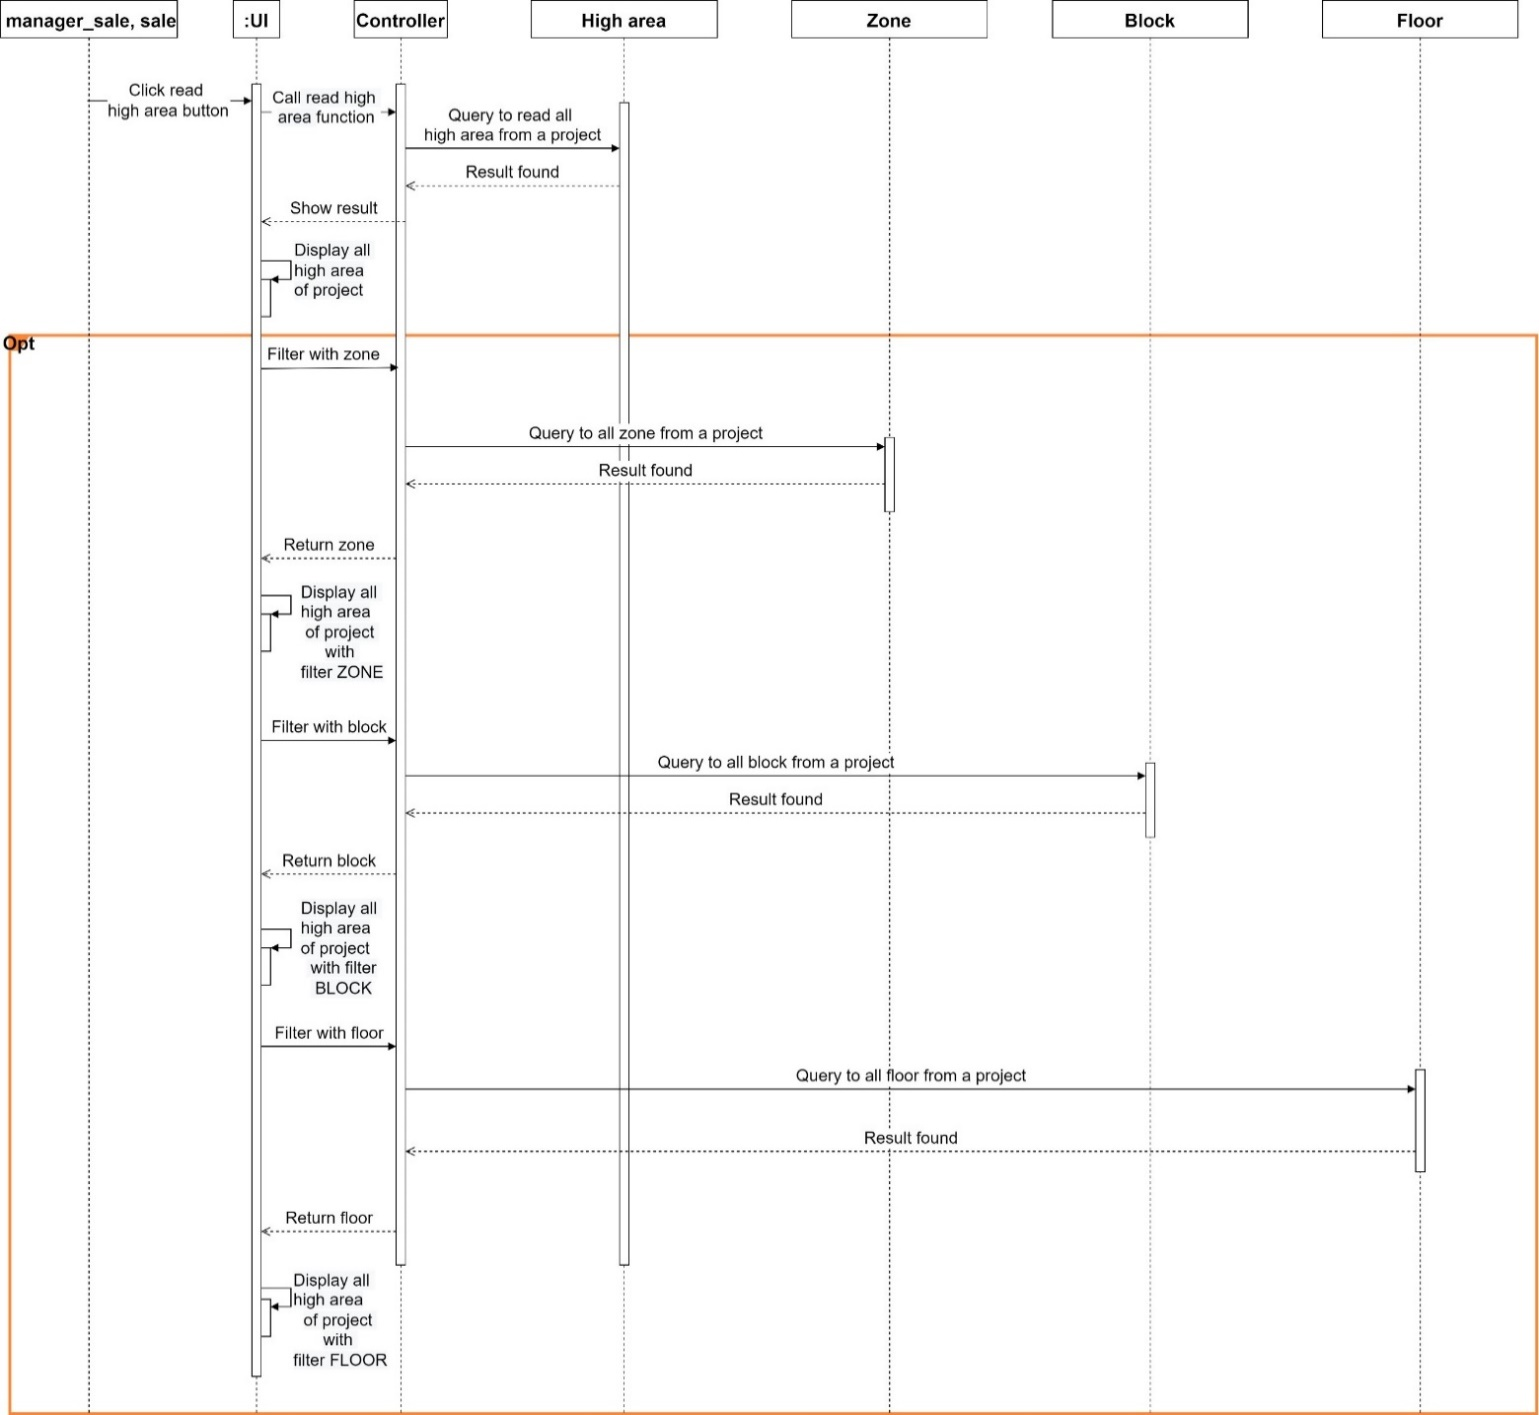 manager_sale, sale
:UI
Controller
High area
Zone
Block
Floor
Click read
high area button
Call read high
area function
Query to read all
high area from a project
Result found
Show result
Display all
high area
of project
Opt
Filter with zone
Query to all zone from a project
Result found
Return zone
Display all
high area
of project
with
filter ZONE
Filter with block
Query to all block from a project
Result found
Return block
Display all
high area
of project
with filter
BLOCK
Filter with floor
Query to all floor from a project
Result found
Return floor
Display all
high area
of project
with
filter FLOOR